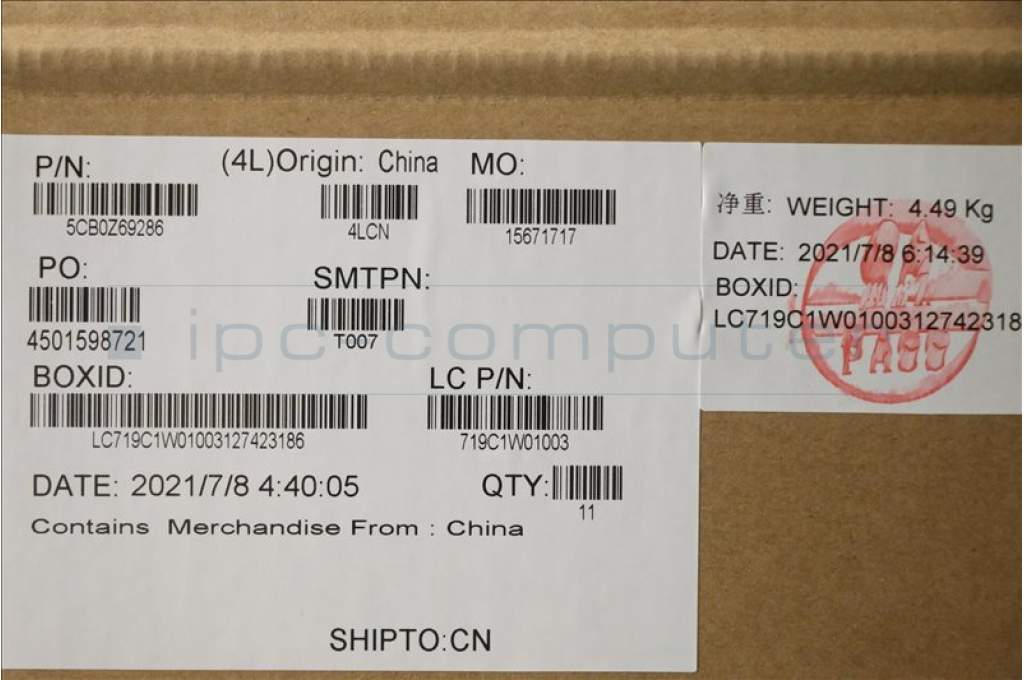 P/N:
(4L)Origin: China
MO:
5CB0Z69286
4LCN
15671717
PO:
SMTPN:
4501598721
T007
BOXID:
LC P/N:
LC719C1W01003127423186
719C1W01003
DATE: 2021/7/8 4:40:05
QTY:
11
Contains Merchandise From : China
SHIPTO:CN
净重: WEIGHT: 4.49 Kg
DATE: 2021/7/8 6:14:39
BOXID:
LC719C1W0100312742318
PASS
ipc-compute